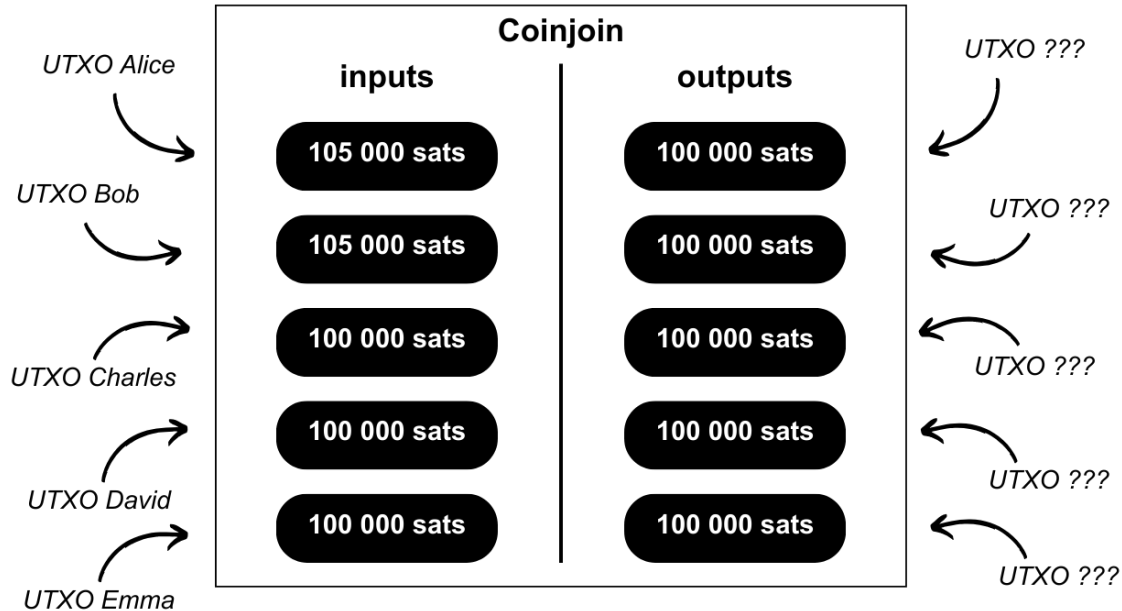 Coinjoin
inputs
outputs
UTXO Alice
105 000 sats
100 000 sats
UTXO ???
UTXO Bob
105 000 sats
100 000 sats
UTXO ???
UTXO Charles
100 000 sats
100 000 sats
UTXO ???
UTXO David
100 000 sats
100 000 sats
UTXO ???
UTXO Emma
100 000 sats
100 000 sats
UTXO ???